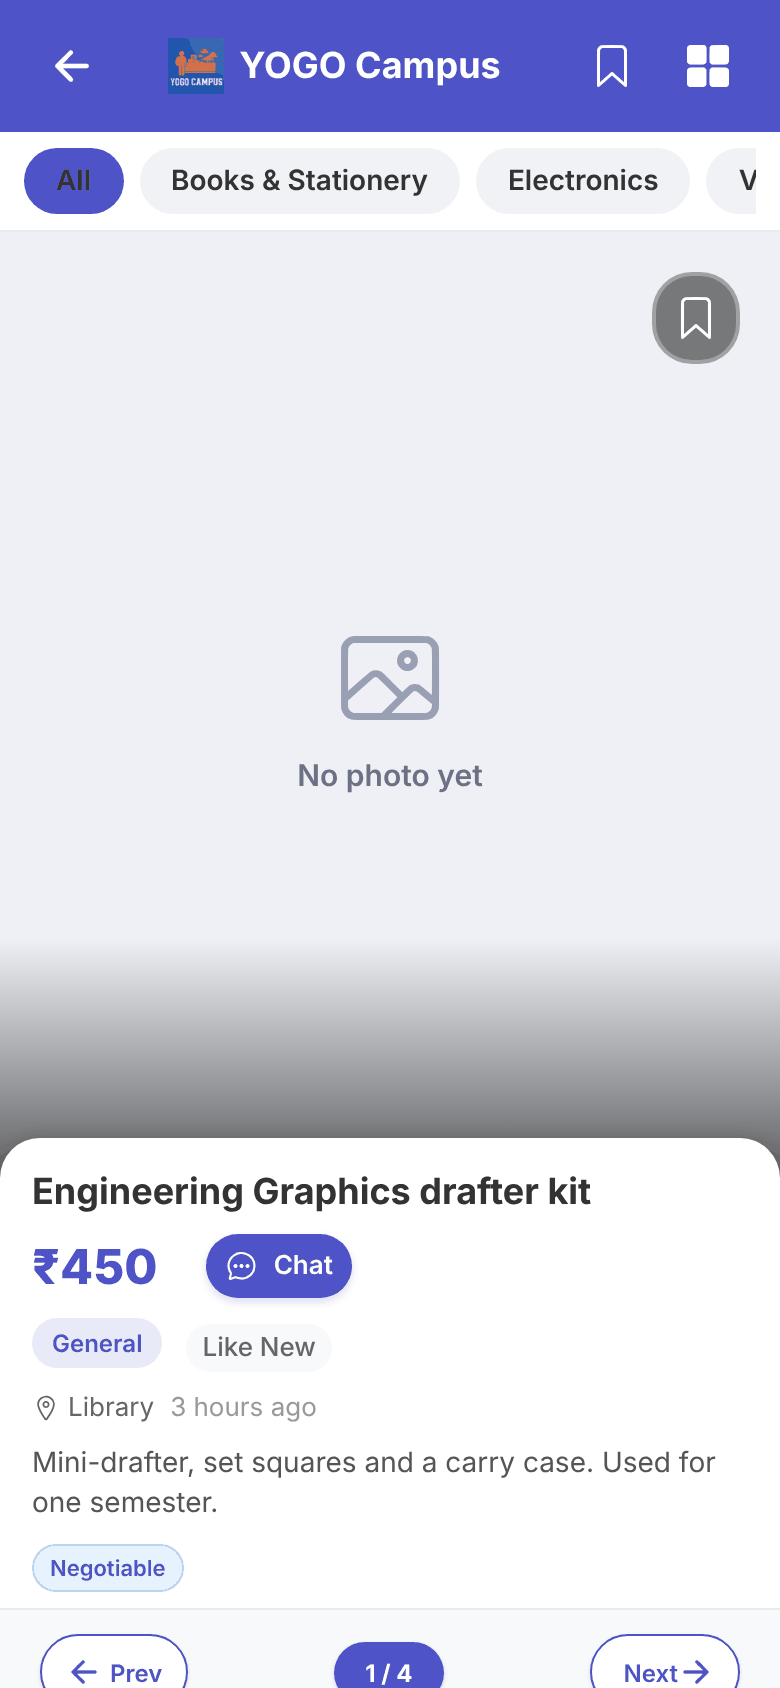 YOGO CAMPUS
YOGO Campus
All
Books & Stationery
Electronics
V
No photo yet
Engineering Graphics drafter kit
₹450
Chat
General
Like New
Library
3 hours ago
Mini-drafter, set squares and a carry case. Used for
one semester.
Negotiable
Prev
1 / 4
Next